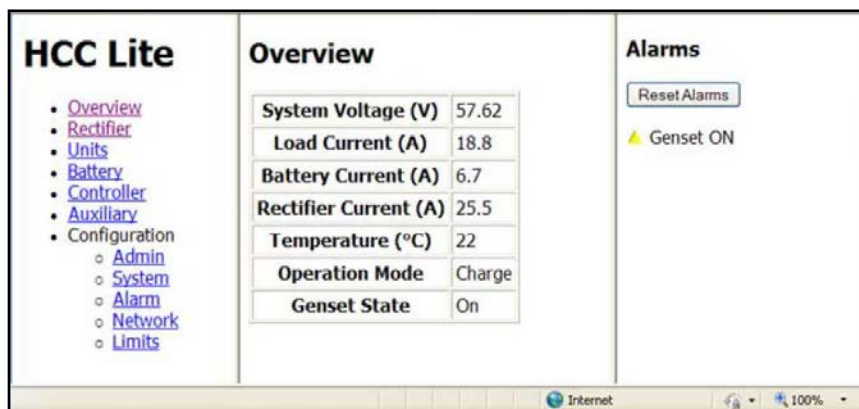 HCC Lite
Overview
Rectifier
Units
Battery
Controller
Auxiliary
Configuration
Admin
System
Alarm
Network
Limits
Overview
System Voltage (V) 57.62
Load Current (A) 18.8
Battery Current (A) 6.7
Rectifier Current (A) 25.5
Temperature (°C) 22
Operation Mode Charge
Genset State On
Alarms
Reset Alarms
Genset ON
Internet
100%